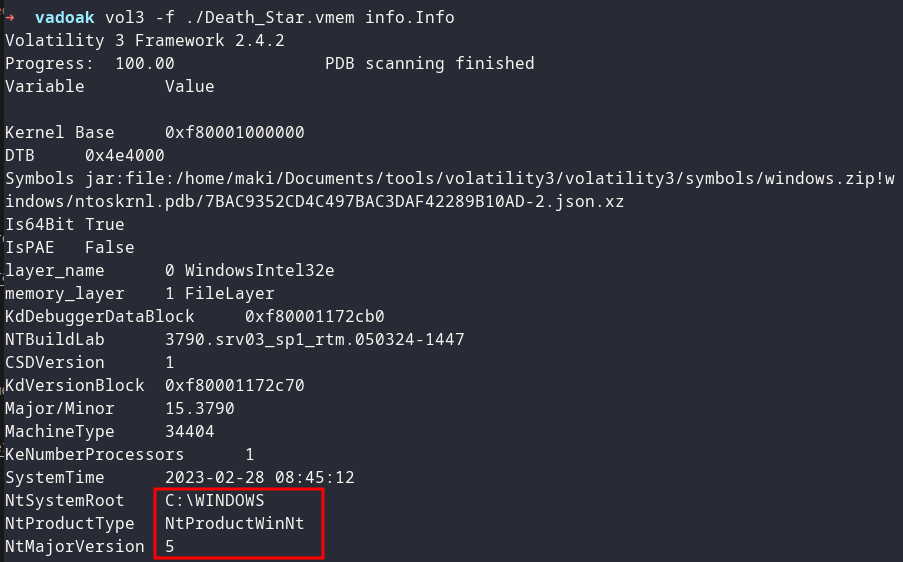 → vadoak vol3 -f ./Death_Star.vmem info.Info
Volatility 3 Framework 2.4.2
Progress:  100.00               PDB scanning finished
Variable        Value
Kernel Base     0xf80001000000
DTB     0x4e4000
Symbols jar:file:/home/maki/Documents/tools/volatility3/volatility3/symbols/windows.zip!w
indows/ntoskrnl.pdb/7BAC9352CD4C497BAC3DAF42289B10AD-2.json.xz
Is64Bit True
IsPAE   False
layer_name      0 WindowsIntel32e
memory_layer    1 FileLayer
KdDebuggerDataBlock     0xf80001172cb0
NTBuildLab      3790.srv03_sp1_rtm.050324-1447
CSDVersion      1
KdVersionBlock  0xf80001172c70
Major/Minor     15.3790
MachineType     34404
KeNumberProcessors      1
SystemTime      2023-02-28 08:45:12
NtSystemRoot    C:\WINDOWS
NtProductType   NtProductWinNt
NtMajorVersion  5